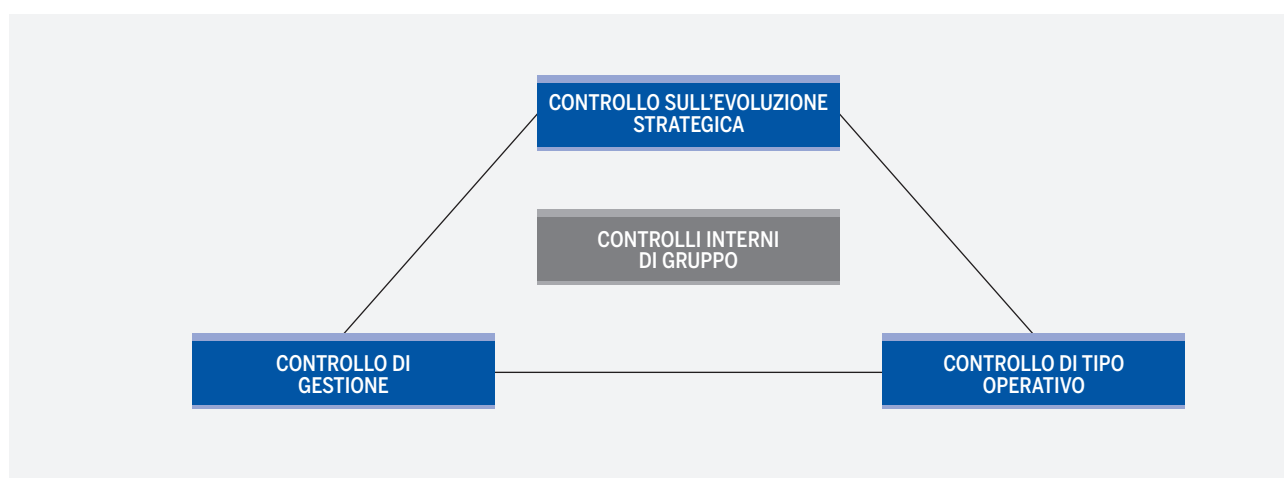 CONTROLLO SULL'EVOLUZIONE
STRATEGICA
CONTROLLI INTERNI
DI GRUPPO
CONTROLLO DI
GESTIONE
CONTROLLO DI TIPO
OPERATIVO